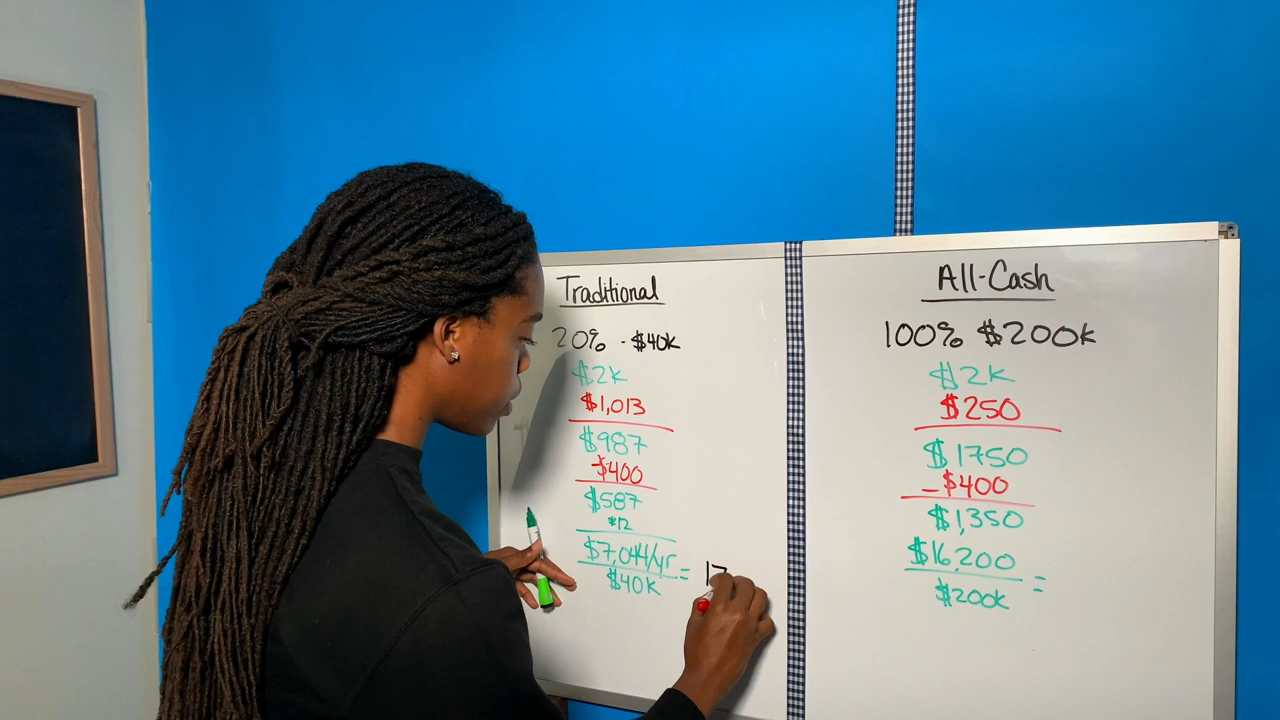 Traditional
20% - $40k
$2k
$1,013
$987
-$400
$587
*12
$7,044/yr
$40k
= 17
All-Cash
100% $200k
$2k
$250
$1750
-$400
$1,350
$16,200
$200k
=